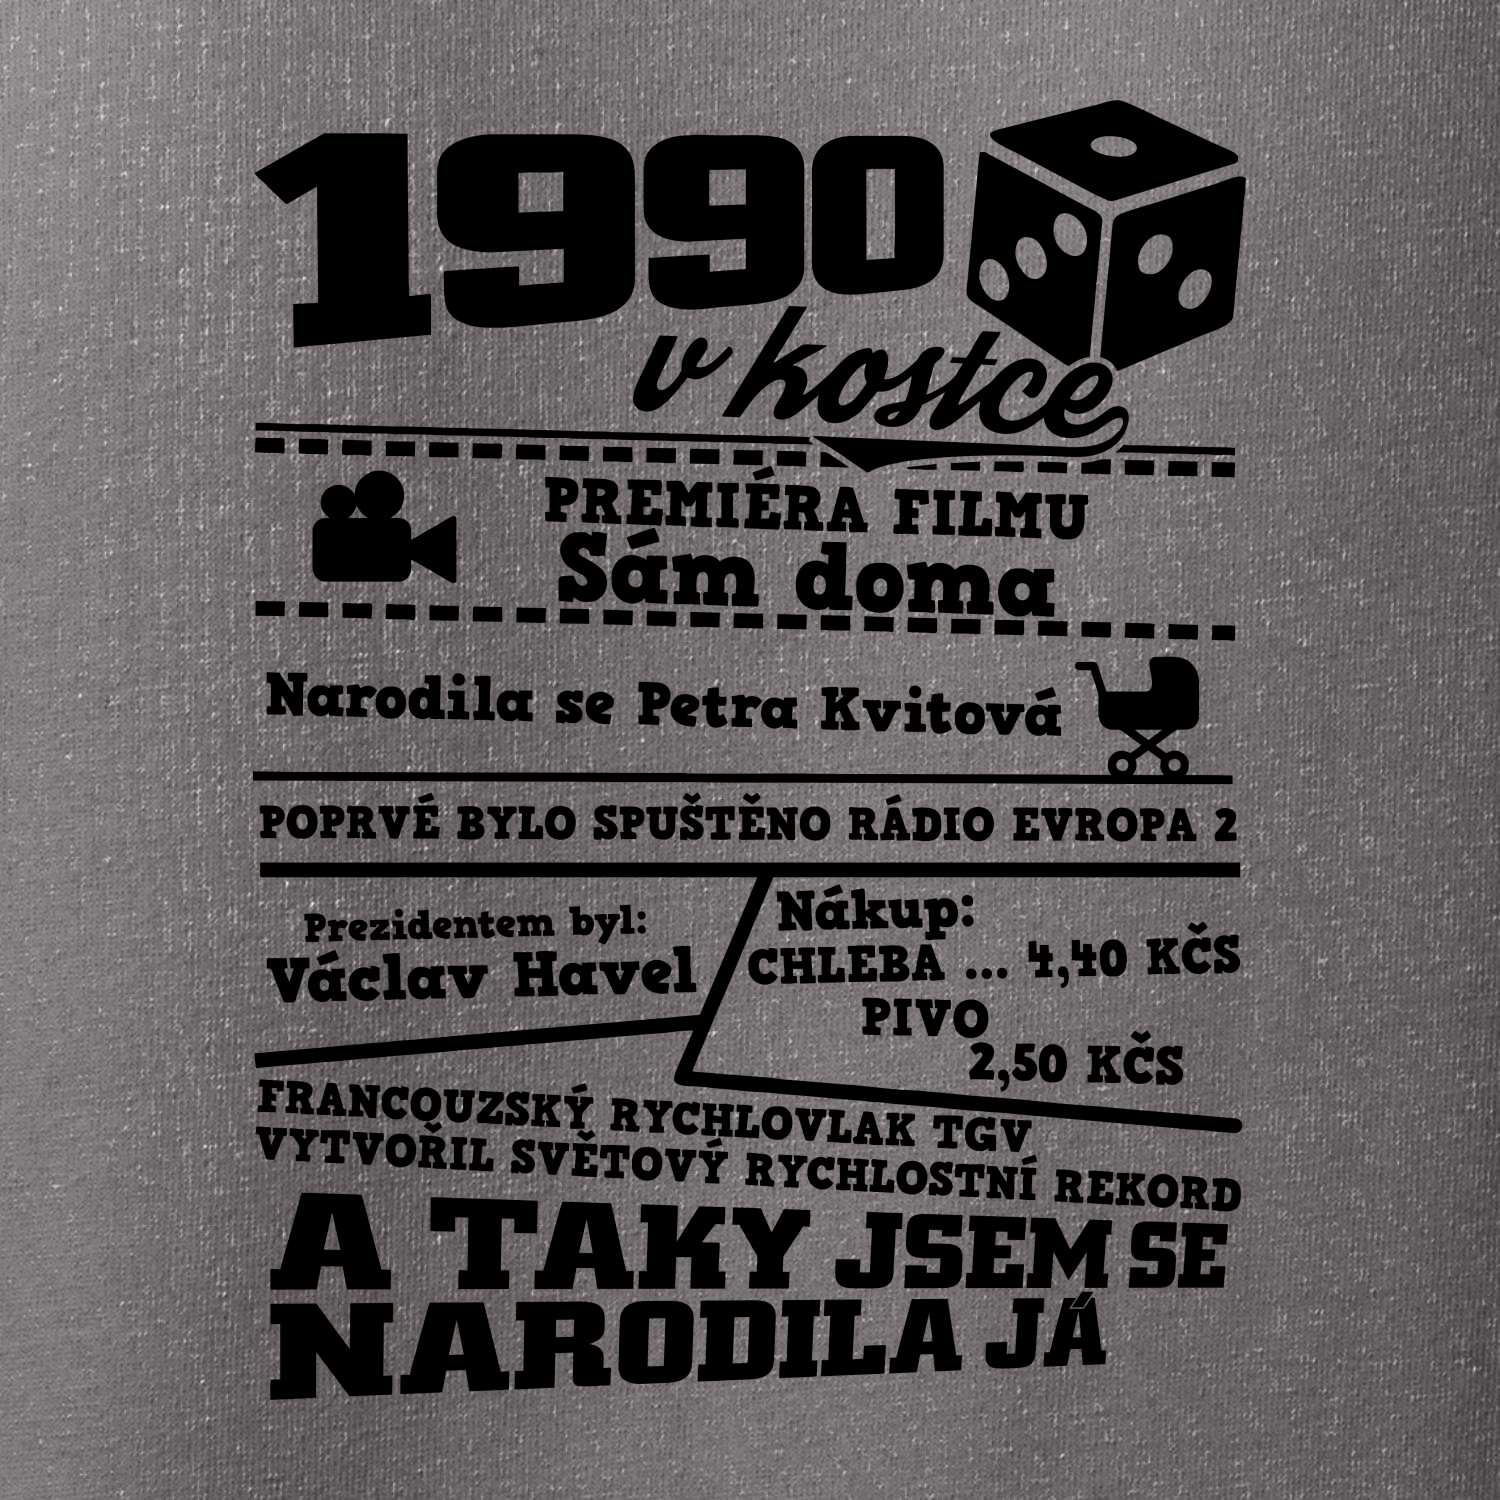 1990
v kostce
PREMIÉRA FILMU
Sám doma
Narodila se Petra Kvitová
POPRVÉ BYLO SPUŠTĚNO RÁDIO EVROPA 2
Prezidentem byl:
Václav Havel
Nákup:
CHLEBA ... 4,40 KČS
PIVO
2,50 KČS
FRANCOUZSKÝ RYCHLOVLAK TGV
VYTVOŘIL SVĚTOVÝ RYCHLOSTNÍ REKORD
A TAKY JSEM SE
NARODILA JÁ